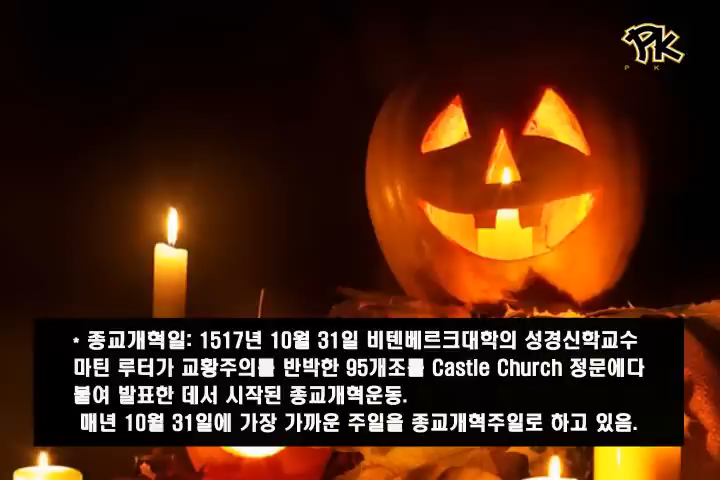 PK
P K
* 종교개혁일: 1517년 10월 31일 비텐베르크대학의 성경신학교수
마틴 루터가 교황주의를 반박한 95개조를 Castle Church 정문에다
붙여 발표한 데서 시작된 종교개혁운동.
매년 10월 31일에 가장 가까운 주일을 종교개혁주일로 하고 있음.